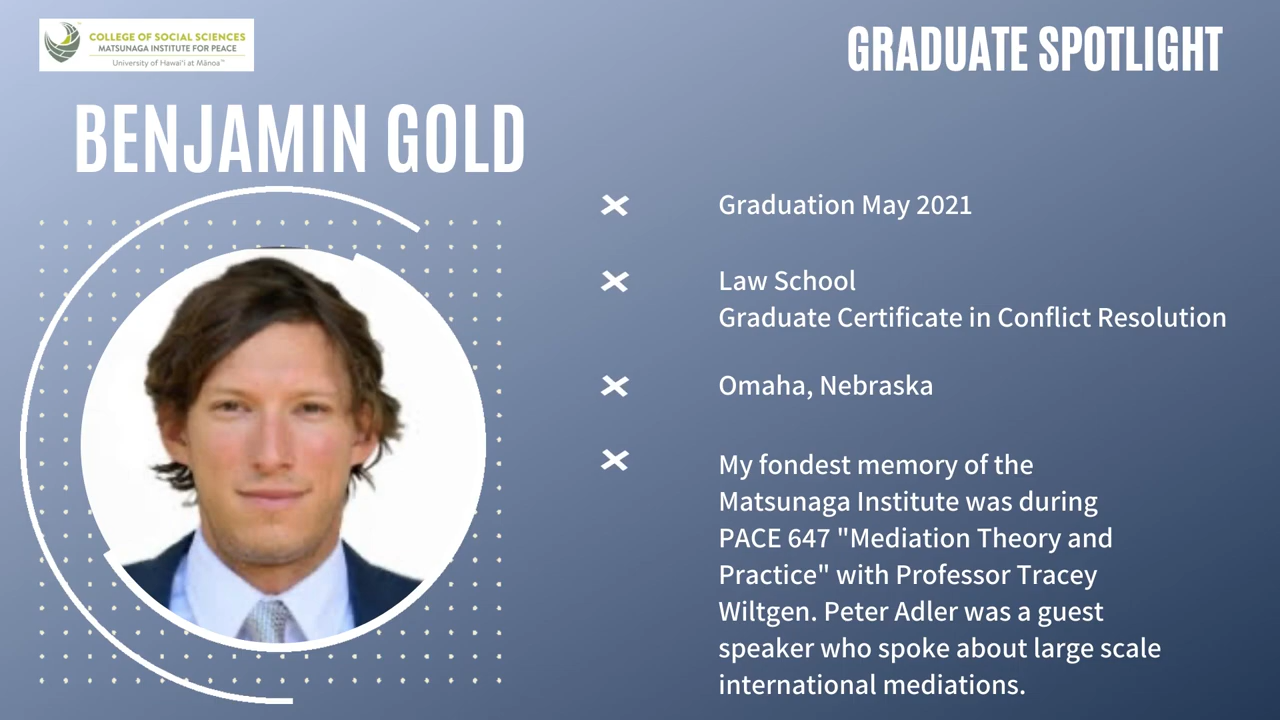 COLLEGE OF SOCIAL SCIENCES
MATSUNAGA INSTITUTE FOR PEACE
University of Hawaiʻi at Mānoa™
GRADUATE SPOTLIGHT
BENJAMIN GOLD
Graduation May 2021
Law School
Graduate Certificate in Conflict Resolution
Omaha, Nebraska
My fondest memory of the
Matsunaga Institute was during
PACE 647 "Mediation Theory and
Practice" with Professor Tracey
Wiltgen. Peter Adler was a guest
speaker who spoke about large scale
international mediations.